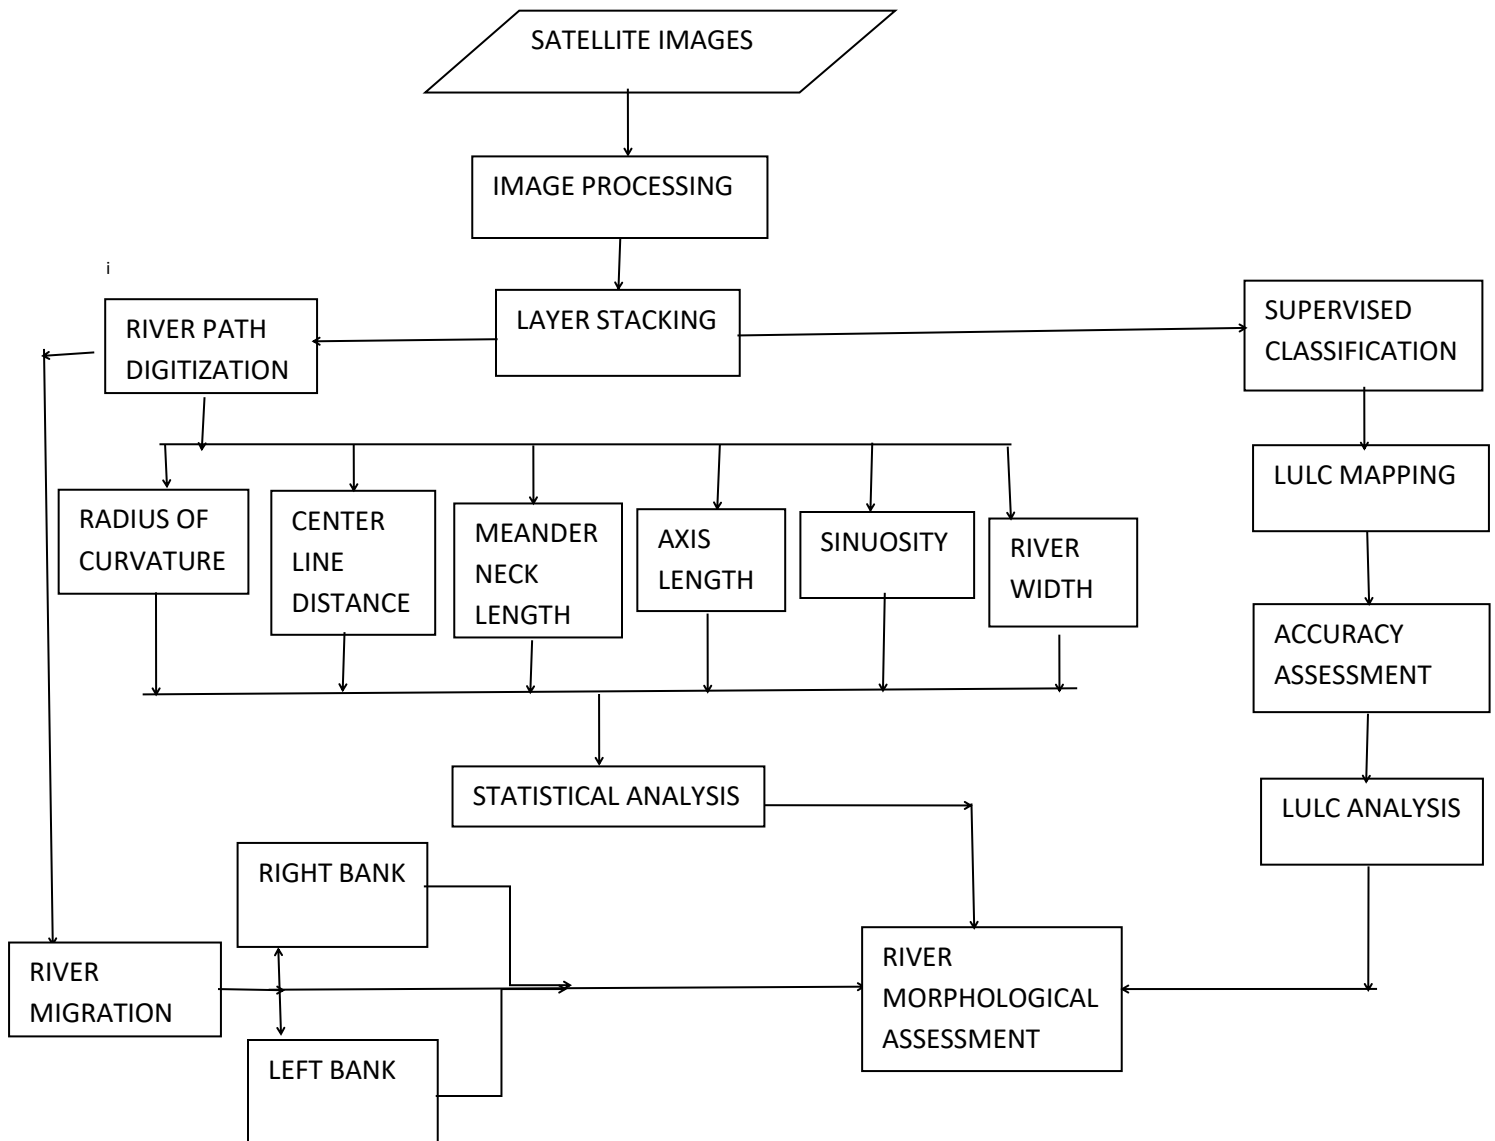 SATELLITE IMAGES
IMAGE PROCESSING
i
LAYER STACKING
RIVER PATH
DIGITIZATION
SUPERVISED
CLASSIFICATION
RADIUS OF
CURVATURE
CENTER
LINE
DISTANCE
MEANDER
NECK
LENGTH
AXIS
LENGTH
SINUOSITY
RIVER
WIDTH
LULC MAPPING
ACCURACY
ASSESSMENT
STATISTICAL ANALYSIS
LULC ANALYSIS
RIGHT BANK
RIVER
MIGRATION
LEFT BANK
RIVER
MORPHOLOGICAL
ASSESSMENT